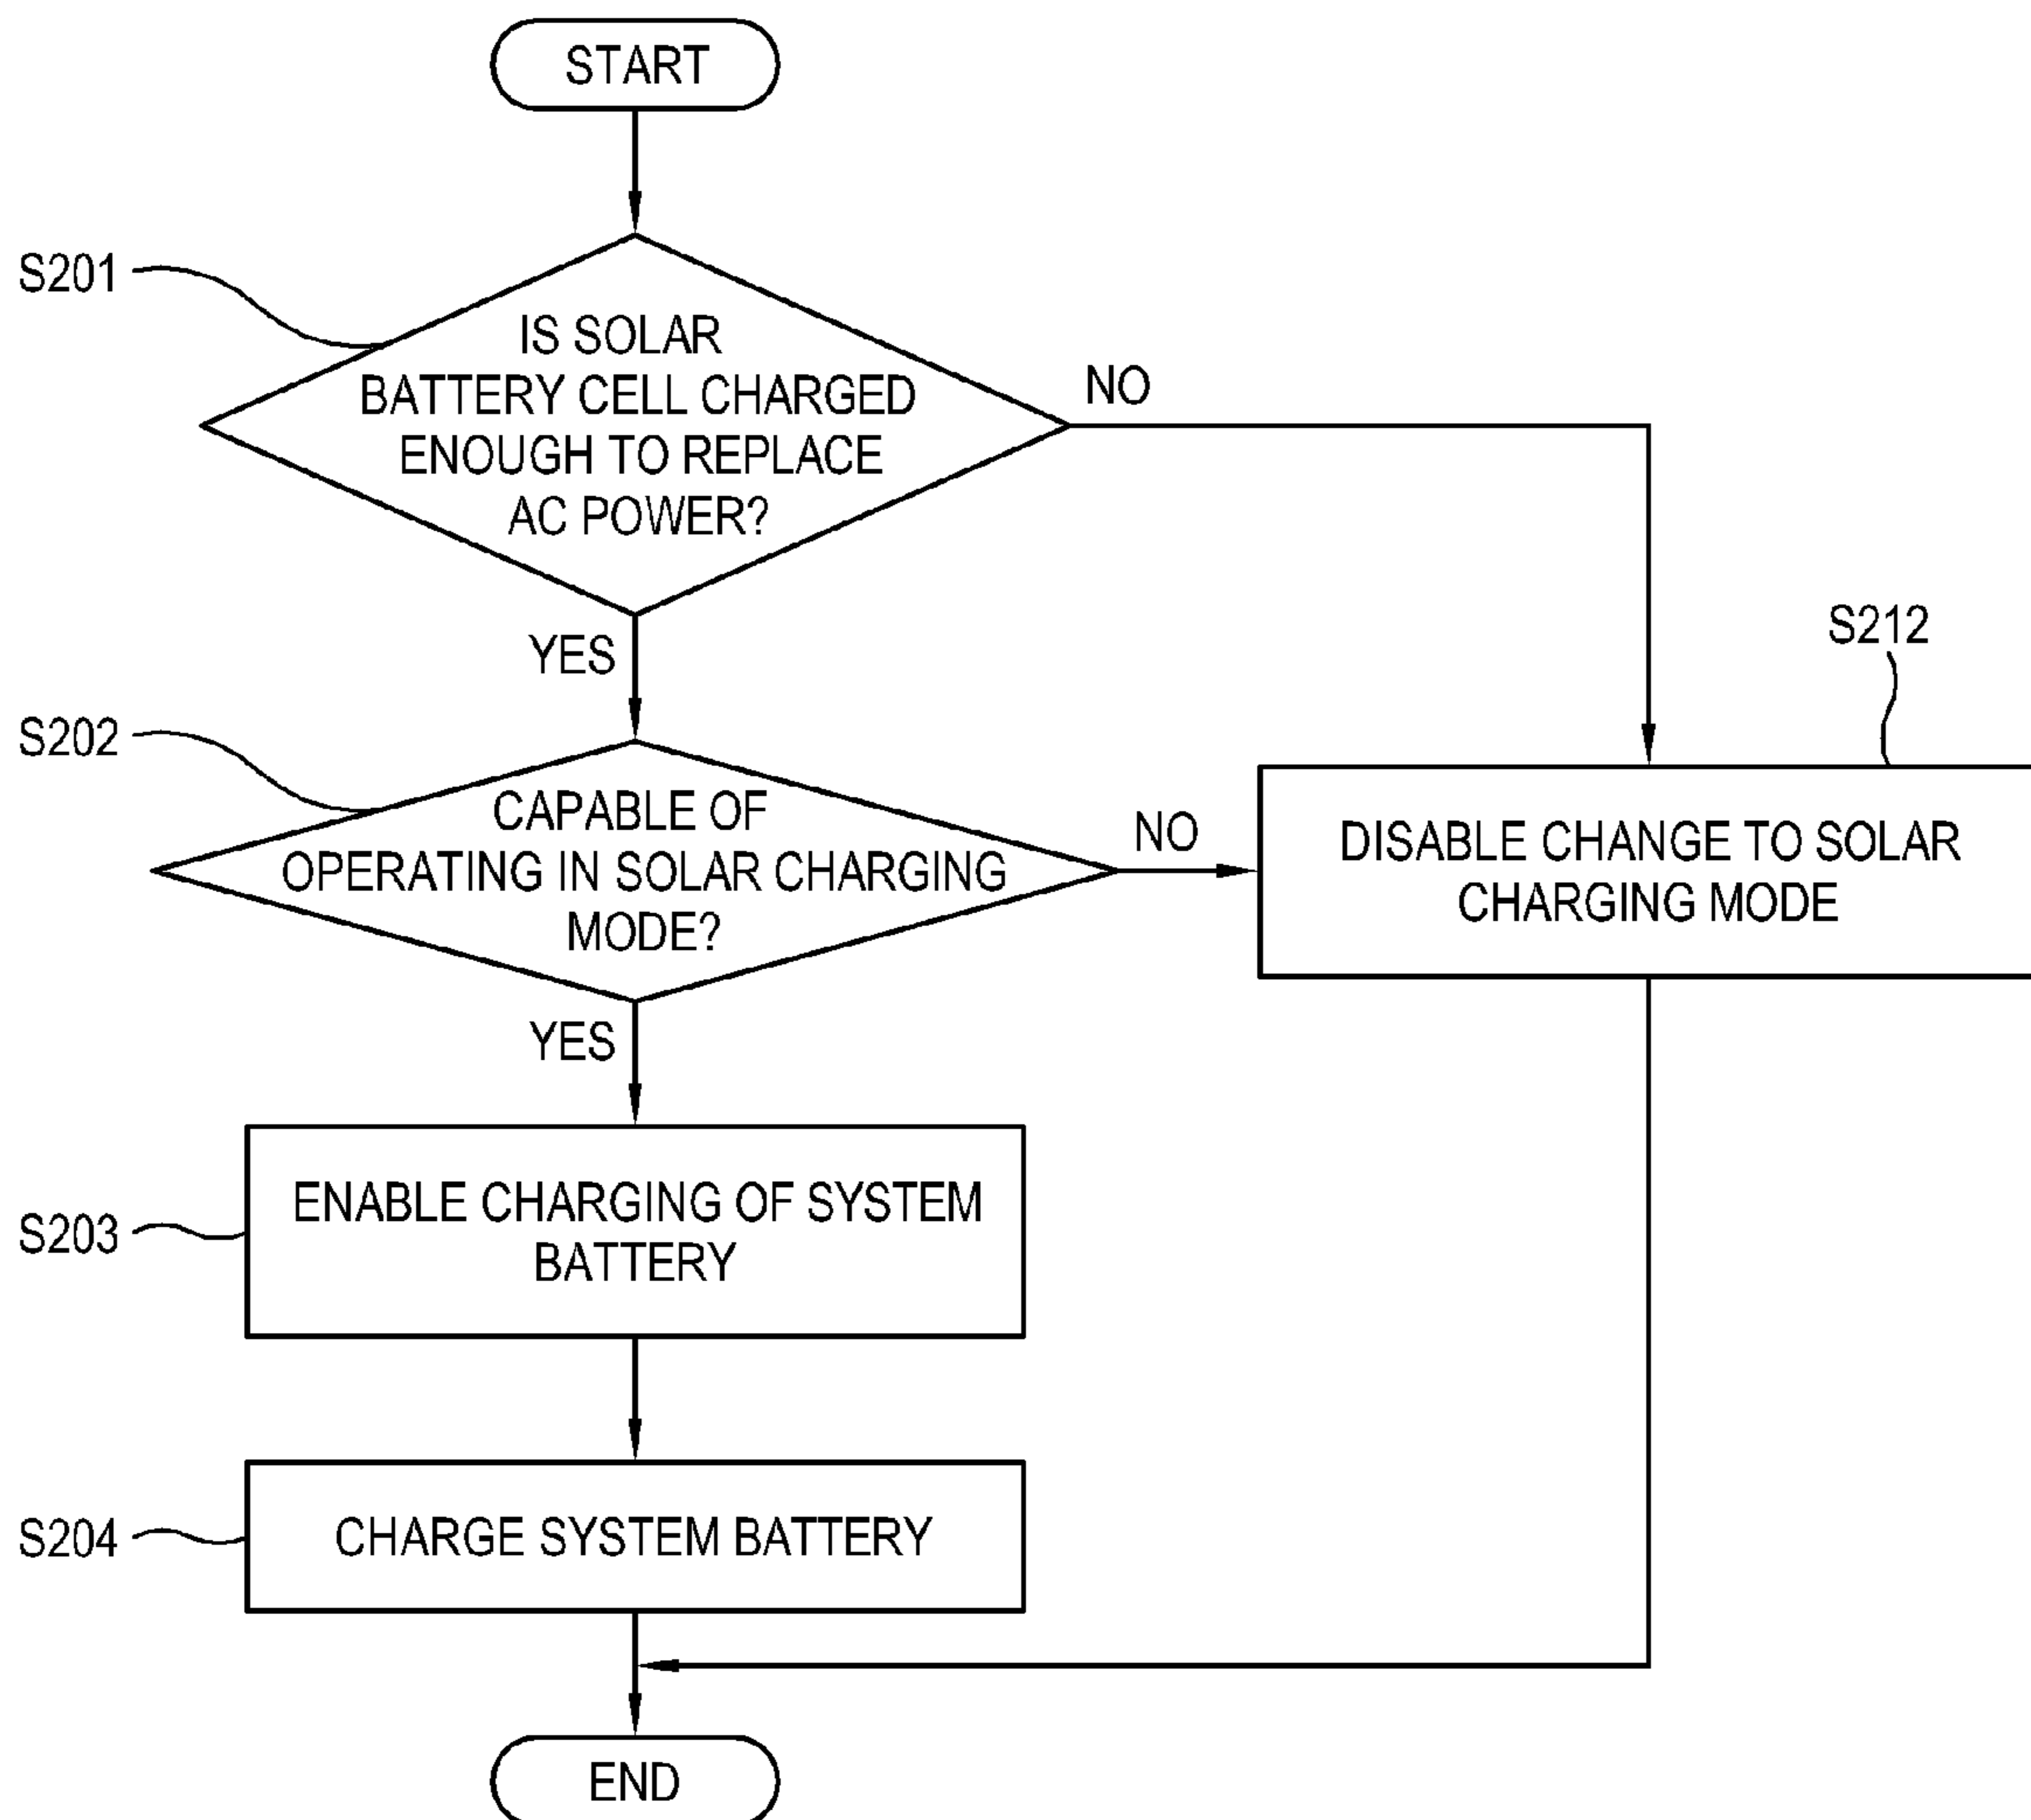 START
S201
IS SOLAR
BATTERY CELL CHARGED
ENOUGH TO REPLACE
AC POWER?
NO
YES
S212
S202
CAPABLE OF
OPERATING IN SOLAR CHARGING
MODE?
NO
DISABLE CHANGE TO SOLAR
CHARGING MODE
YES
S203
ENABLE CHARGING OF SYSTEM
BATTERY
S204
CHARGE SYSTEM BATTERY
END